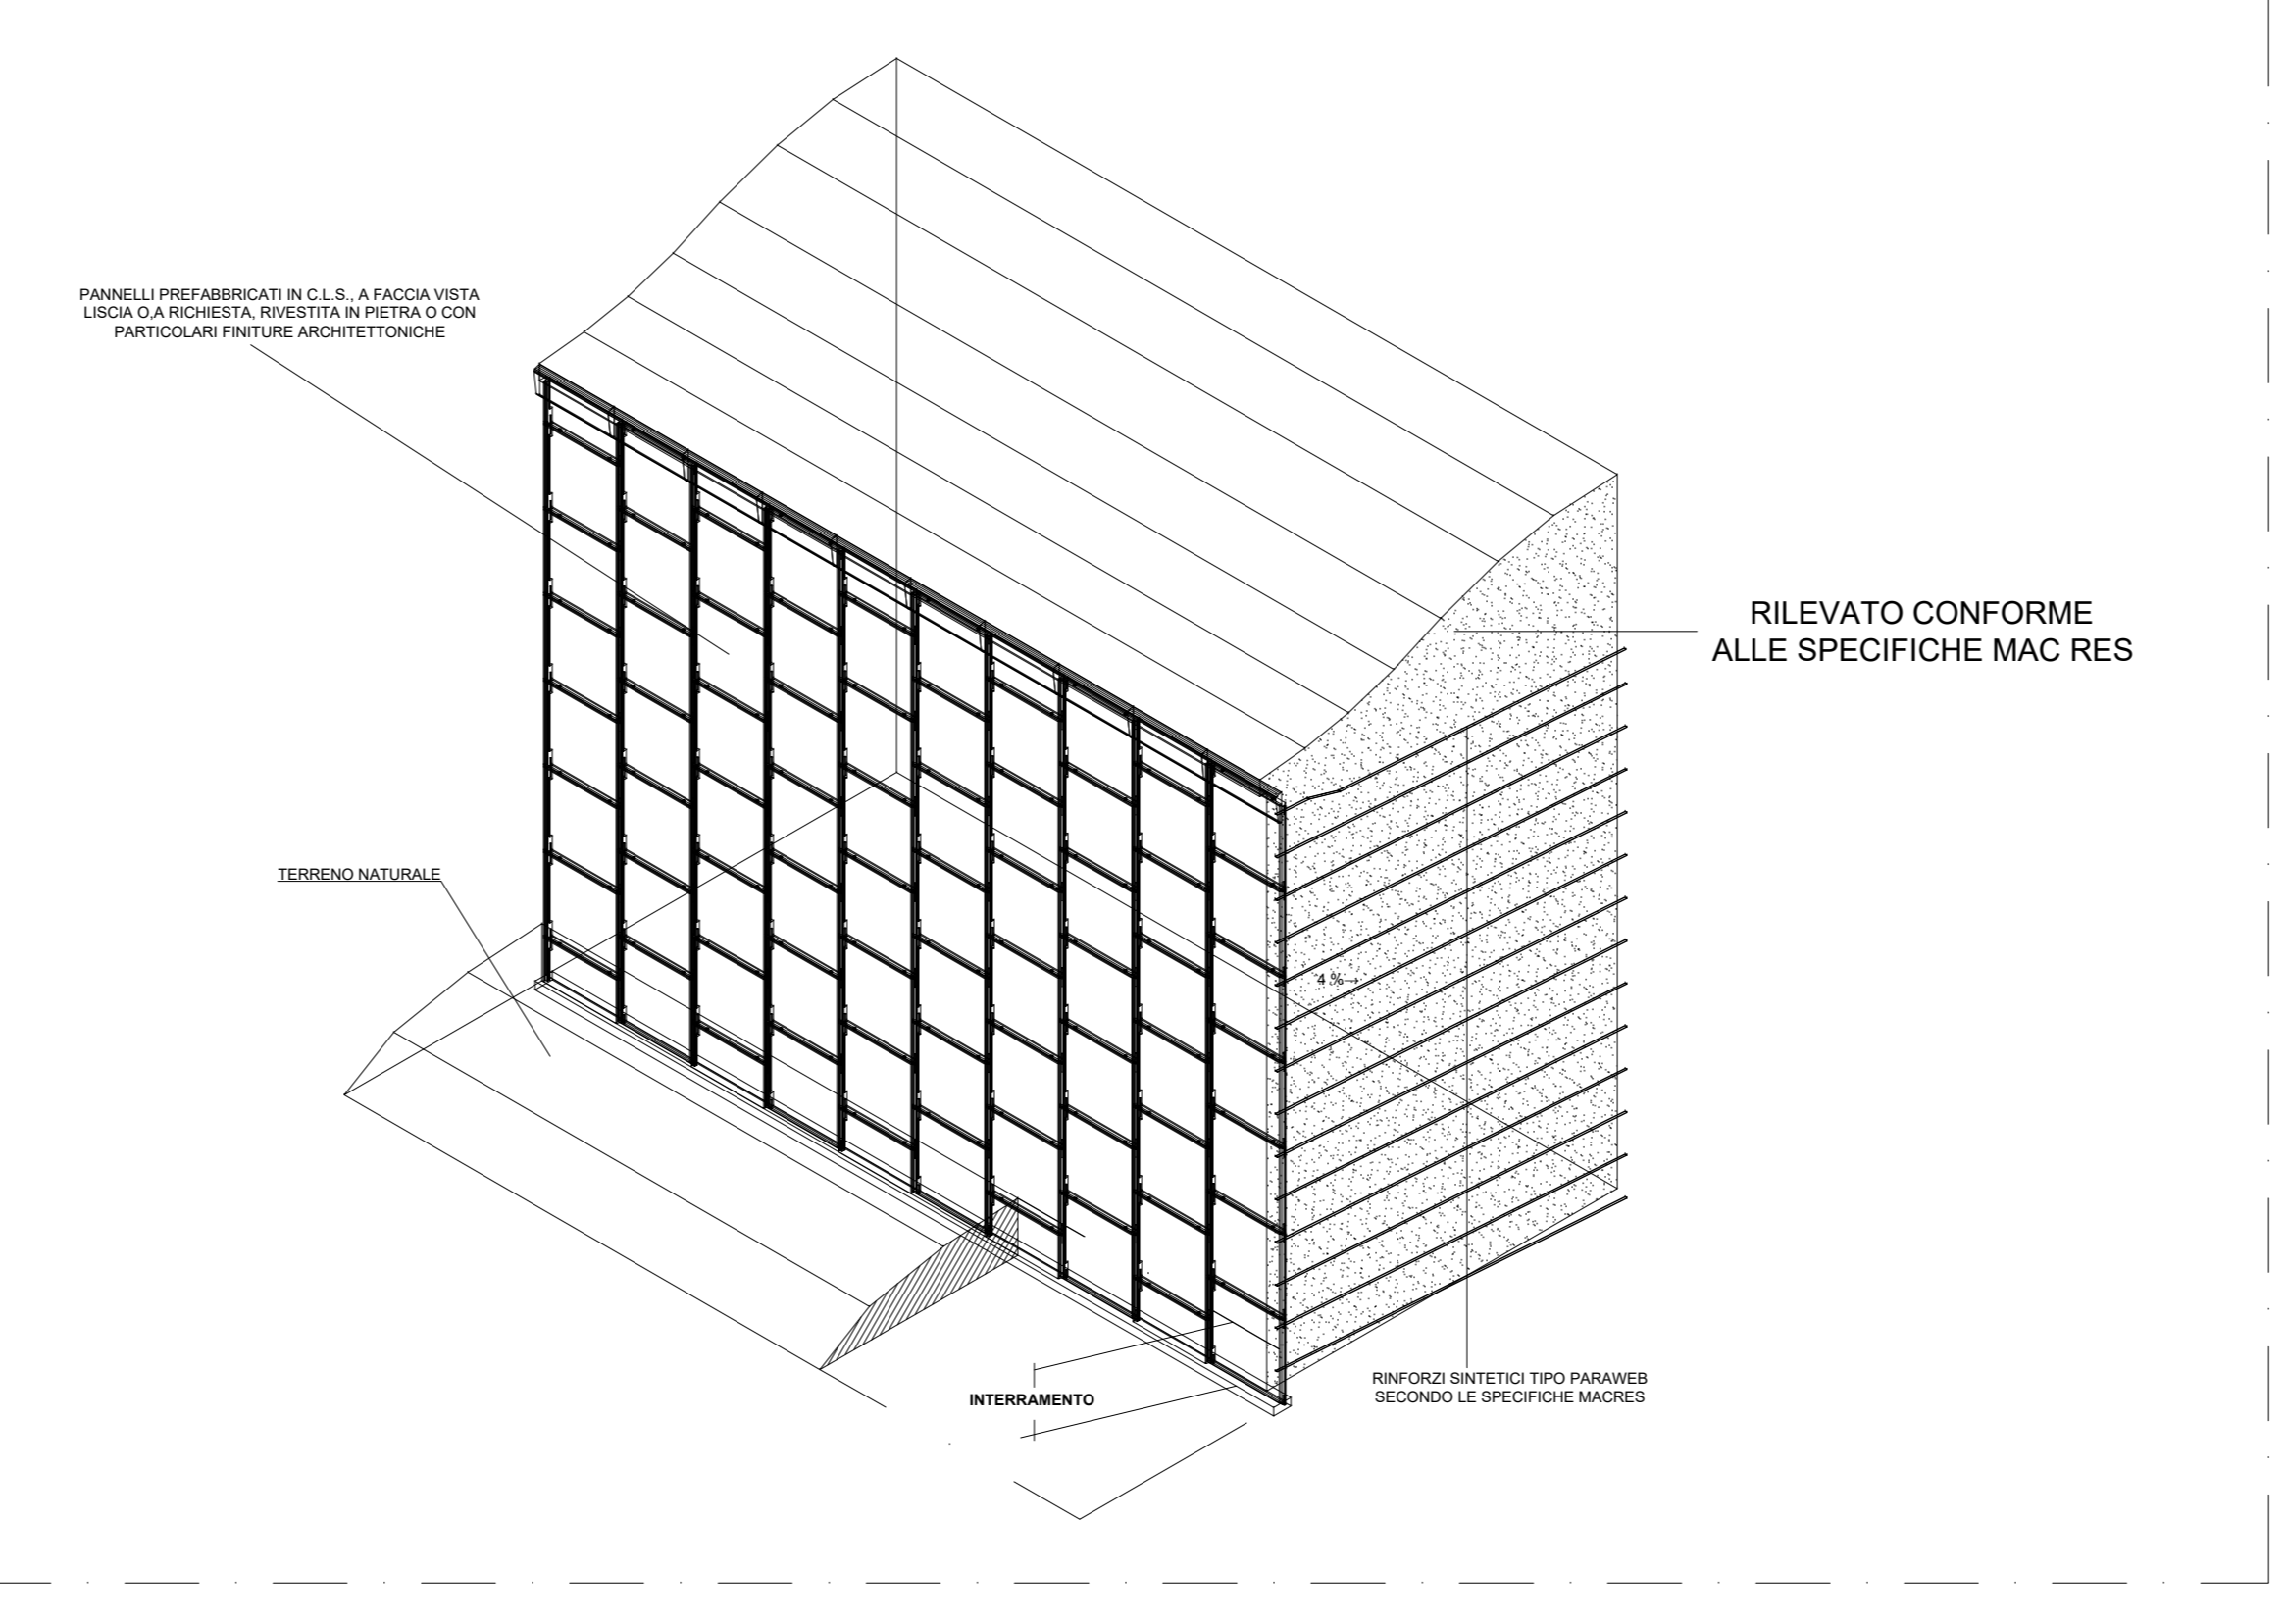 PANNELLI PREFABBRICATI IN C.L.S., A FACCIA VISTA
LISCIA O,A RICHIESTA, RIVESTITA IN PIETRA O CON
PARTICOLARI FINITURE ARCHITETTONICHE
RILEVATO CONFORME
ALLE SPECIFICHE MAC RES
TERRENO NATURALE
4 %→
INTERRAMENTO
RINFORZI SINTETICI TIPO PARAWEB
SECONDO LE SPECIFICHE MACRES